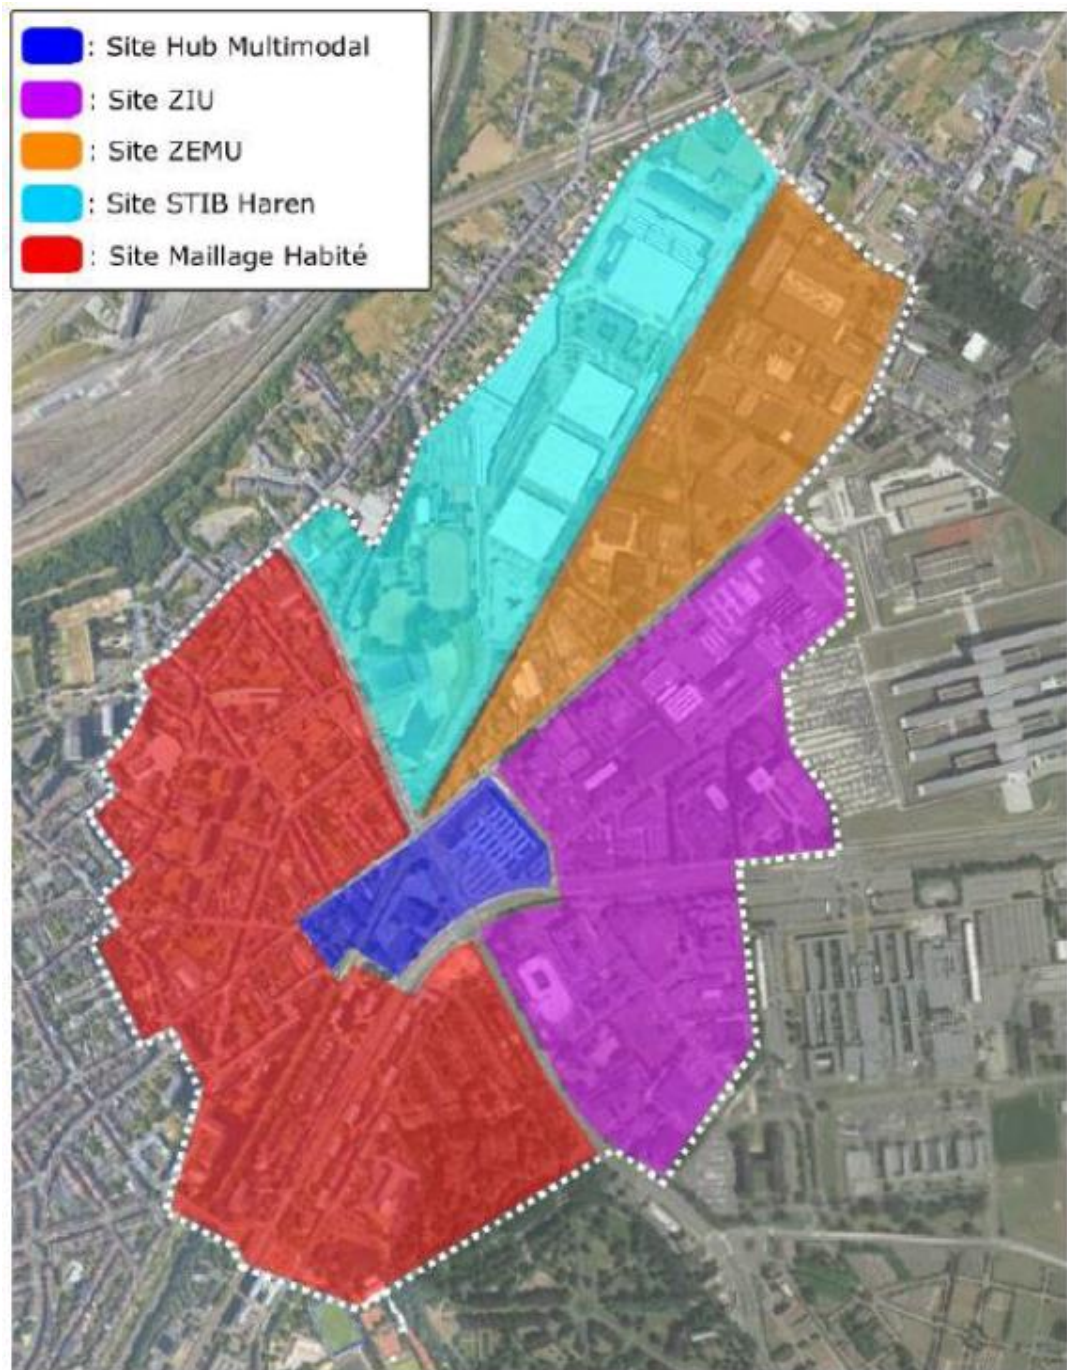 : Site Hub Multimodal
: Site ZIU
: Site ZEMU
: Site STIB Haren
: Site Maillage Habité